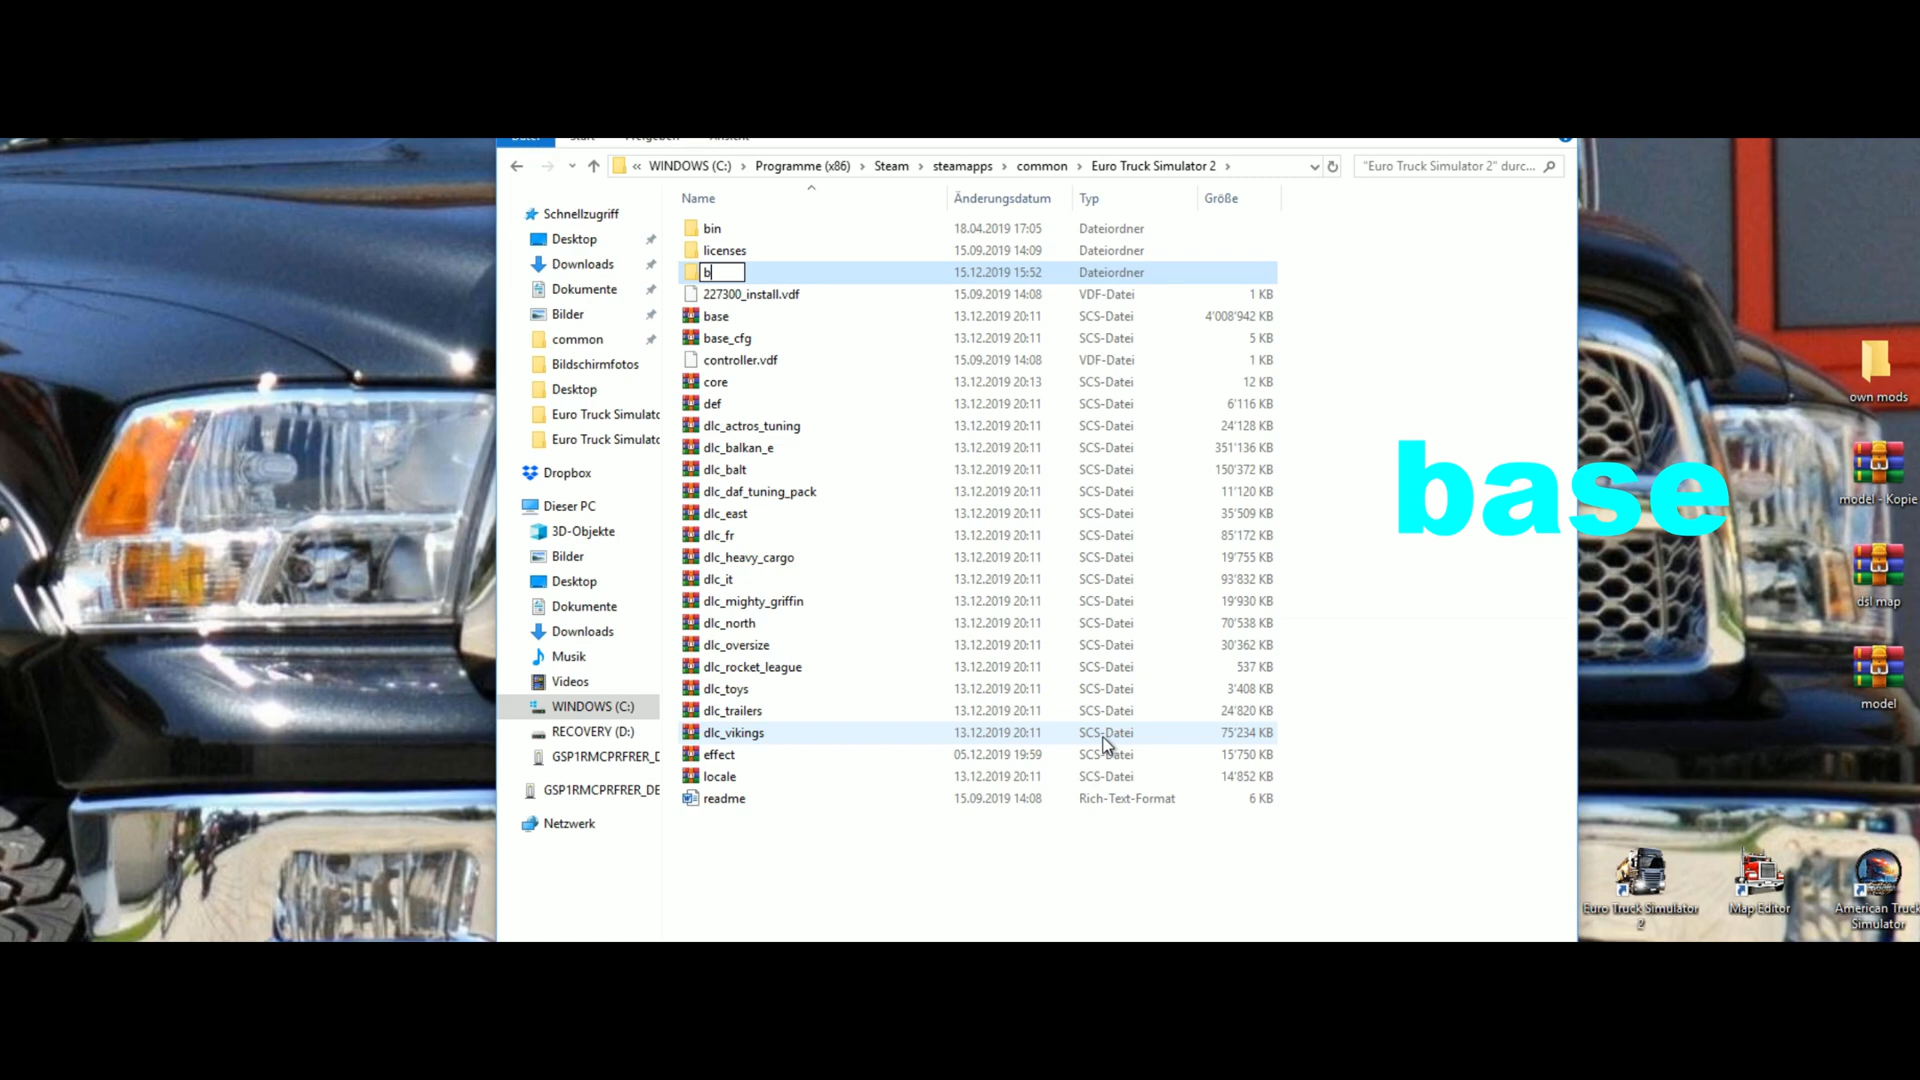 Datei Start Freigeben Ansicht
« WINDOWS (C:) › Programme (x86) › Steam › steamapps › common › Euro Truck Simulator 2 ›
"Euro Truck Simulator 2" durc...
Name Änderungsdatum Typ Größe
Schnellzugriff
Desktop
Downloads
Dokumente
Bilder
common
Bildschirmfotos
Desktop
Euro Truck Simulatc
Euro Truck Simulatc
Dropbox
Dieser PC
3D-Objekte
Bilder
Desktop
Dokumente
Downloads
Musik
Videos
WINDOWS (C:)
RECOVERY (D:)
GSP1RMCPRFRER_D
GSP1RMCPRFRER_DE
Netzwerk
bin 18.04.2019 17:05 Dateiordner
licenses 15.09.2019 14:09 Dateiordner
b 15.12.2019 15:52 Dateiordner
227300_install.vdf 15.09.2019 14:08 VDF-Datei 1 KB
base 13.12.2019 20:11 SCS-Datei 4'008'942 KB
base_cfg 13.12.2019 20:11 SCS-Datei 5 KB
controller.vdf 15.09.2019 14:08 VDF-Datei 1 KB
core 13.12.2019 20:13 SCS-Datei 12 KB
def 13.12.2019 20:11 SCS-Datei 6'116 KB
dlc_actros_tuning 13.12.2019 20:11 SCS-Datei 24'128 KB
dlc_balkan_e 13.12.2019 20:11 SCS-Datei 351'136 KB
dlc_balt 13.12.2019 20:11 SCS-Datei 150'372 KB
dlc_daf_tuning_pack 13.12.2019 20:11 SCS-Datei 11'120 KB
dlc_east 13.12.2019 20:11 SCS-Datei 35'509 KB
dlc_fr 13.12.2019 20:11 SCS-Datei 85'172 KB
dlc_heavy_cargo 13.12.2019 20:11 SCS-Datei 19'755 KB
dlc_it 13.12.2019 20:11 SCS-Datei 93'832 KB
dlc_mighty_griffin 13.12.2019 20:11 SCS-Datei 19'930 KB
dlc_north 13.12.2019 20:11 SCS-Datei 70'538 KB
dlc_oversize 13.12.2019 20:11 SCS-Datei 30'362 KB
dlc_rocket_league 13.12.2019 20:11 SCS-Datei 537 KB
dlc_toys 13.12.2019 20:11 SCS-Datei 3'408 KB
dlc_trailers 13.12.2019 20:11 SCS-Datei 24'820 KB
dlc_vikings 13.12.2019 20:11 SCS-Datei 75'234 KB
effect 05.12.2019 19:59 SCS-Datei 15'750 KB
locale 13.12.2019 20:11 SCS-Datei 14'852 KB
readme 15.09.2019 14:08 Rich-Text-Format 6 KB
base
own mods
model - Kopie
dsl map
model
Euro Truck Simulator
2
Map Editor
American Truck
Simulator